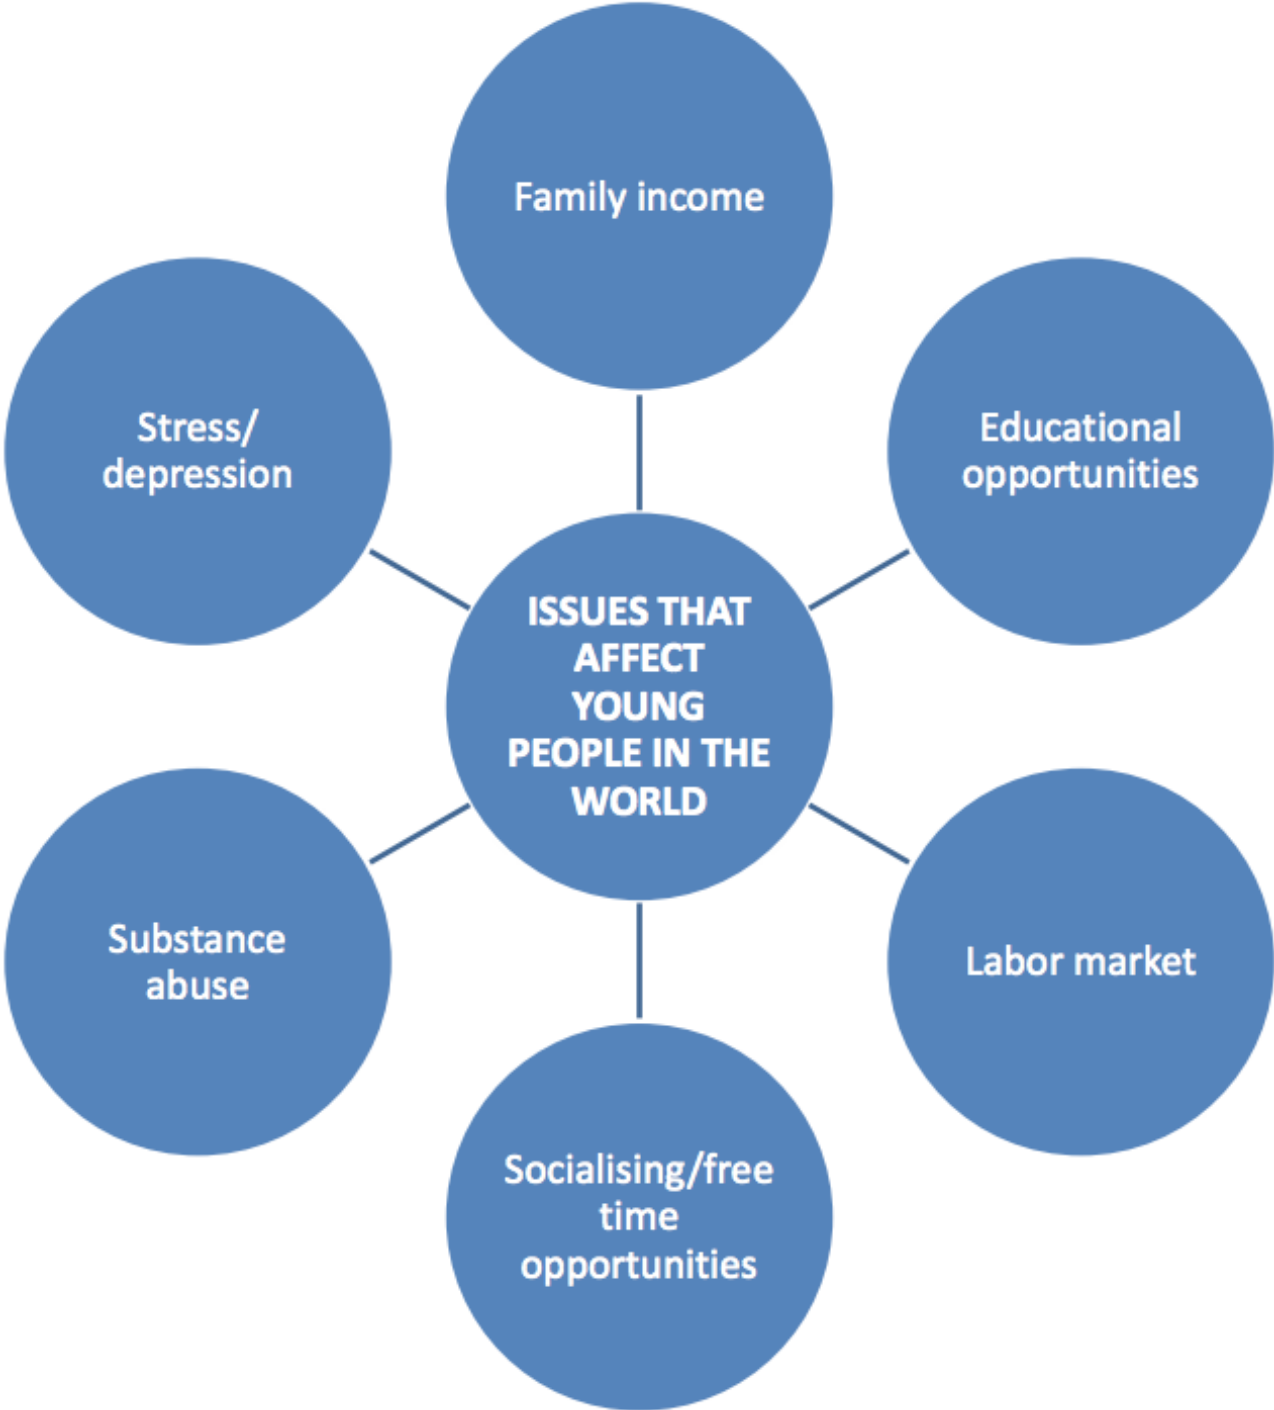 Family income
Stress/
depression
Educational
opportunities
ISSUES THAT
AFFECT
YOUNG
PEOPLE IN THE
WORLD
Substance
abuse
Labor market
Socialising/free
time
opportunities